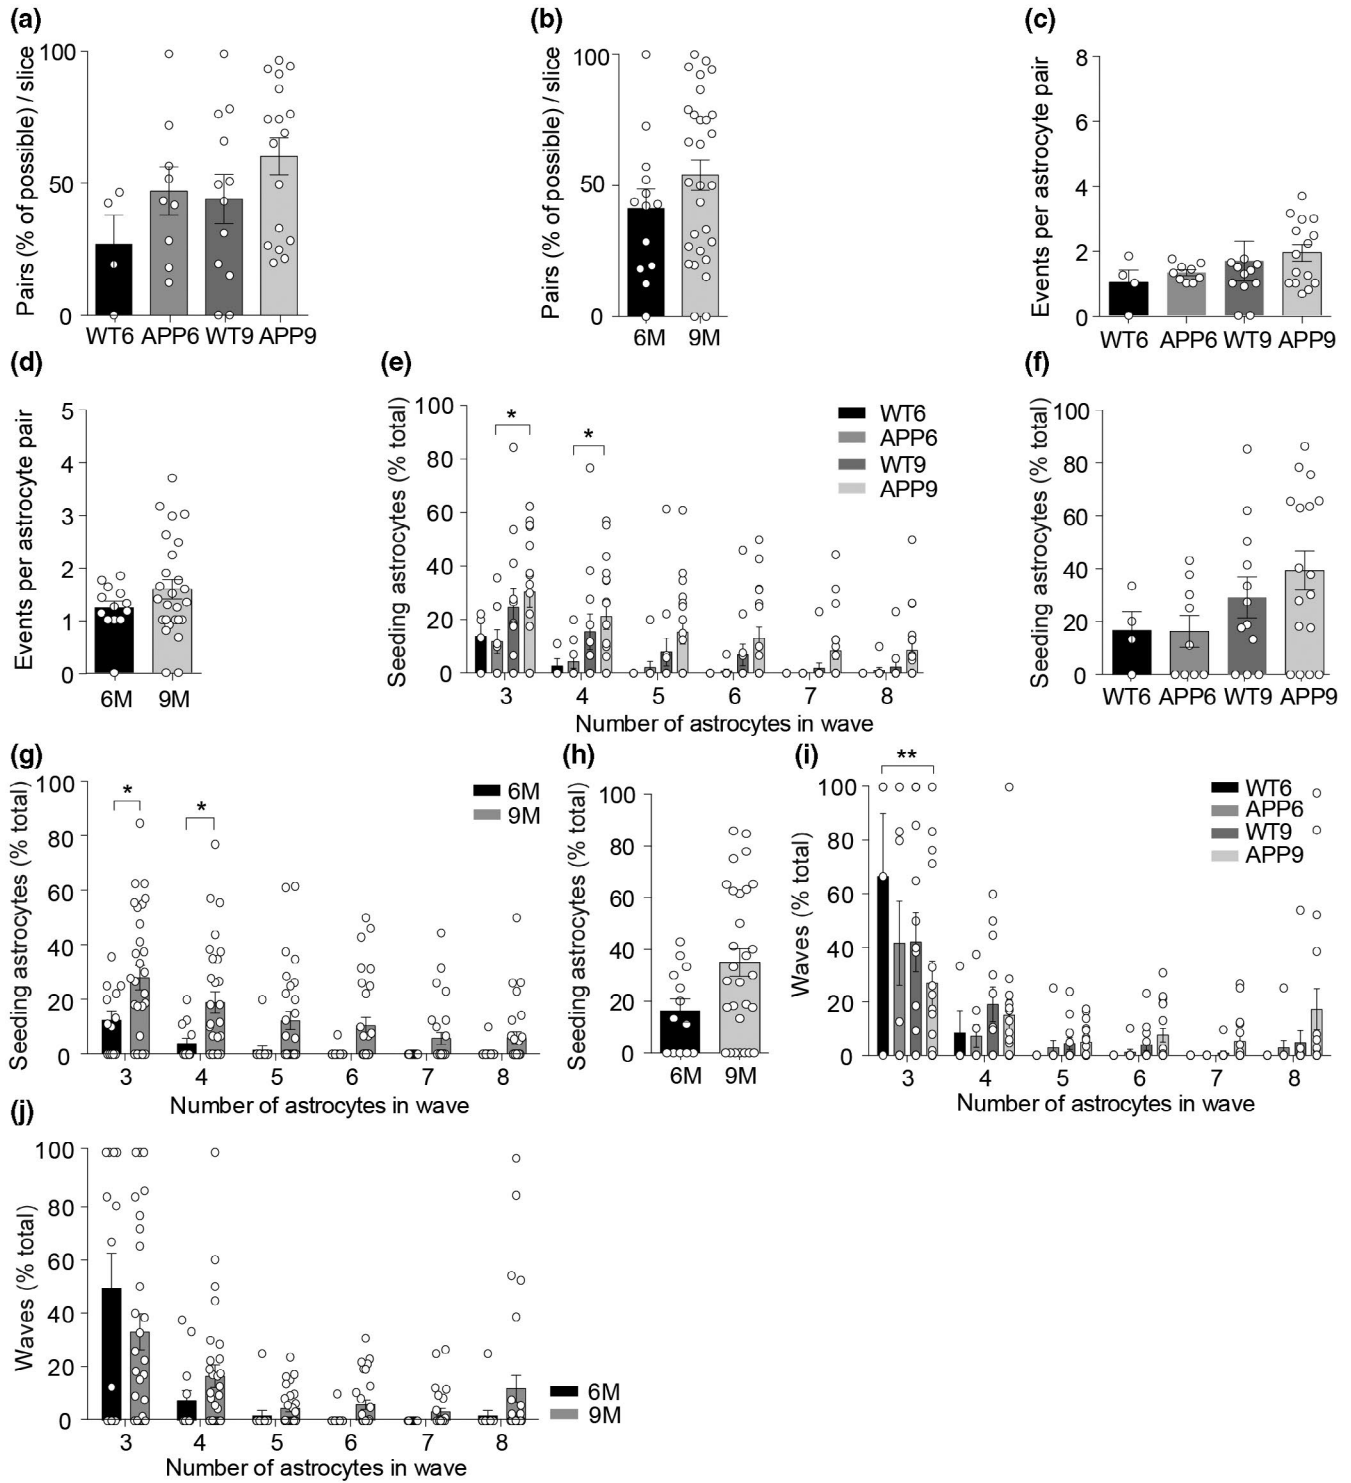 (a)
Pairs (% of possible) / slice
100
50
0
WT6 APP6 WT9 APP9
(b)
Pairs (% of possible) / slice
100
50
0
6M 9M
(c)
Events per astrocyte pair
8
6
4
2
0
WT6 APP6 WT9 APP9
(d)
Events per astrocyte pair
5
4
3
2
1
0
6M 9M
(e)
Seeding astrocytes (% total)
100
80
60
40
20
0
* *
WT6
APP6
WT9
APP9
3 4 5 6 7 8
Number of astrocytes in wave
(f)
Seeding astrocytes (% total)
100
80
60
40
20
0
WT6 APP6 WT9 APP9
(g)
Seeding astrocytes (% total)
100
80
60
40
20
0
* *
6M
9M
3 4 5 6 7 8
Number of astrocytes in wave
(h)
Seeding astrocytes (% total)
100
80
60
40
20
0
6M 9M
(i)
Waves (% total)
100
80
60
40
20
0
**
WT6
APP6
WT9
APP9
3 4 5 6 7 8
Number of astrocytes in wave
(j)
Waves (% total)
100
80
60
40
20
0
6M
9M
3 4 5 6 7 8
Number of astrocytes in wave